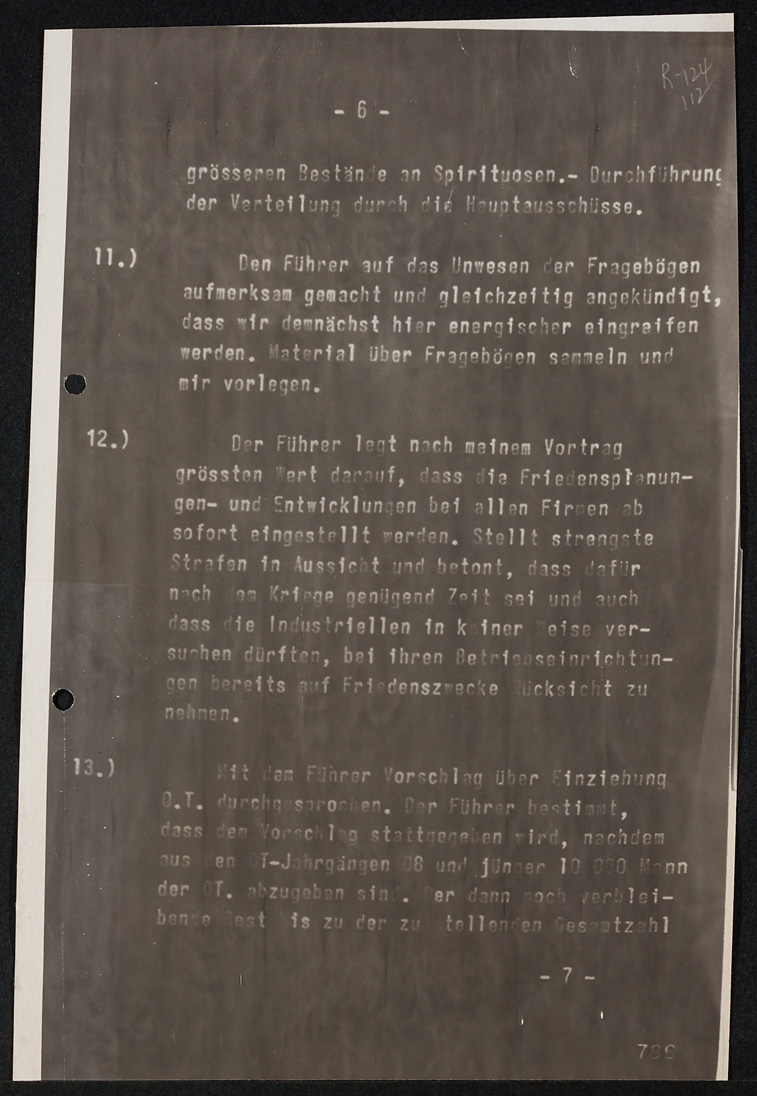 R-124
112
- 6 -
grösseren Bestände an Spirituosen.- Durchführung
der Verteilung durch die Hauptausschüsse.
11.) Den Führer auf das Unwesen der Fragebögen
aufmerksam gemacht und gleichzeitig angekündigt,
dass wir demnächst hier energischer eingreifen
werden. Material über Fragebögen sammeln und
mir vorlegen.
12.) Der Führer legt nach meinem Vortrag
grössten Wert darauf, dass die Friedensplanun-
gen- und Entwicklungen bei allen Firmen ab
sofort eingestellt werden. Stellt strengste
Strafen in Aussicht und betont, dass dafür
nach dem Kriege genügend Zeit sei und auch
dass die Industriellen in keiner Weise ver-
suchen dürften, bei ihren Betriebseinrichtun-
gen bereits auf Friedenszwecke Rücksicht zu
nehmen.
13.) Mit dem Führer Vorschlag über Einziehung
O.T. durchgesprochen. Der Führer bestimmt,
dass dem Vorschlag stattgegeben wird, nachdem
aus den OT-Jahrgängen 08 und jünger 10 000 Mann
der OT. abzugeben sind. Der dann noch verblei-
bende Rest bis zu der zu stellenden Gesamtzahl
- 7 -